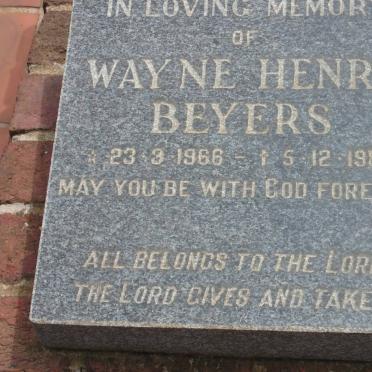 IN LOVING MEMOR
OF
WAYNE HENR
BEYERS
☆ 23·3·1966 – † 5·12·19
MAY YOU BE WITH GOD FORE
ALL BELONGS TO THE LOR
THE LORD GIVES AND TAKE